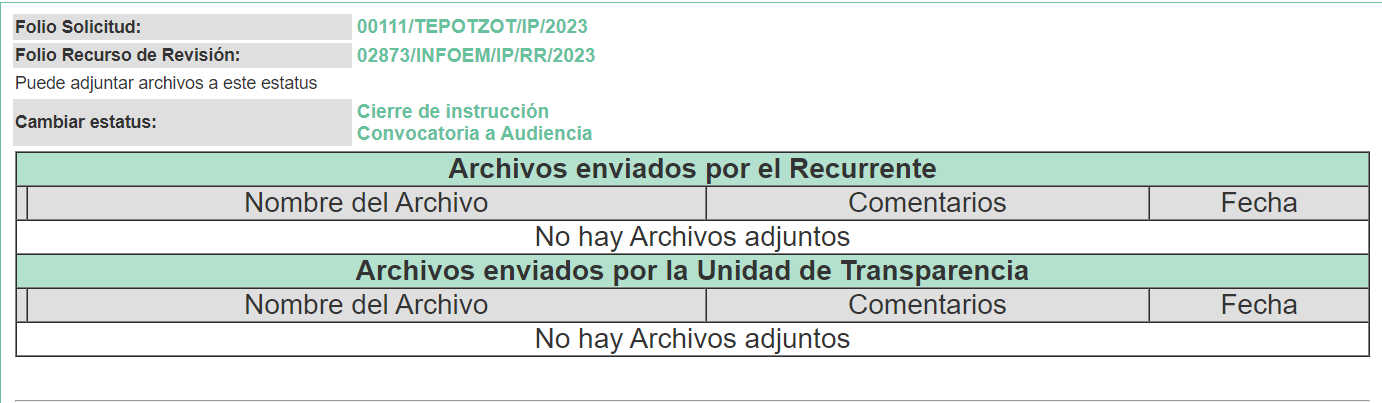 Folio Solicitud: 00111/TEPOTZOT/IP/2023
Folio Recurso de Revisión: 02873/INFOEM/IP/RR/2023
Puede adjuntar archivos a este estatus
Cambiar estatus: Cierre de instrucción
Convocatoria a Audiencia
Archivos enviados por el Recurrente
Nombre del Archivo Comentarios Fecha
No hay Archivos adjuntos
Archivos enviados por la Unidad de Transparencia
Nombre del Archivo Comentarios Fecha
No hay Archivos adjuntos